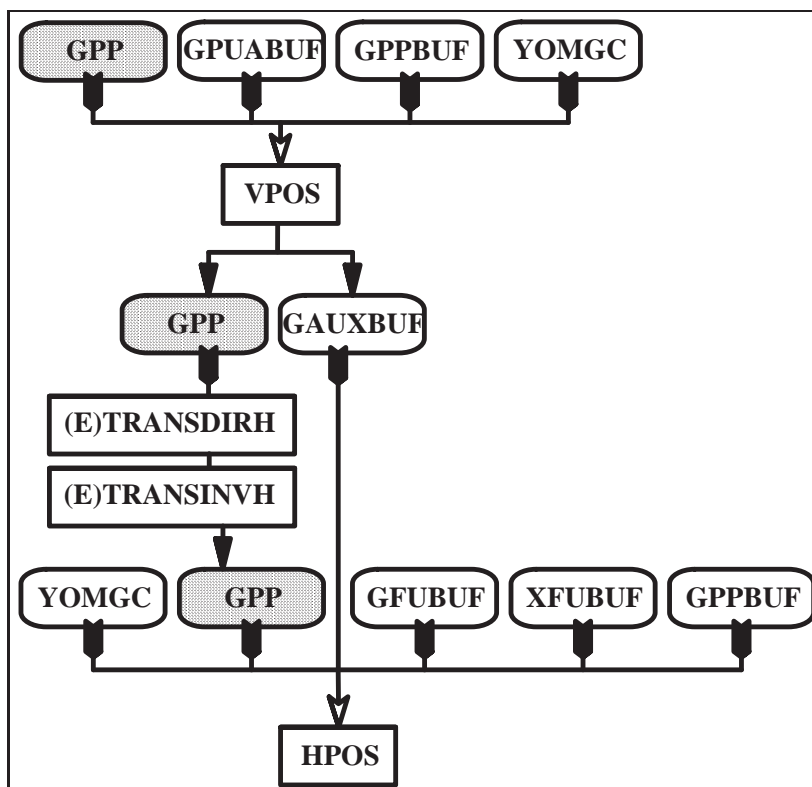 GPP
GPUABUF
GPPBUF
YOMGC
VPOS
GPP
GAUXBUF
(E)TRANSDIRH
(E)TRANSINVH
YOMGC
GPP
GFUBUF
XFUBUF
GPPBUF
HPOS